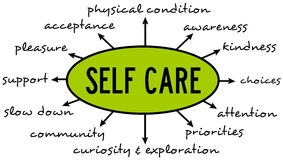 physical condition
acceptance
awareness
pleasure
kindness
support
SELF CARE
choices
slow down
attention
community
priorities
curiosity & exploration